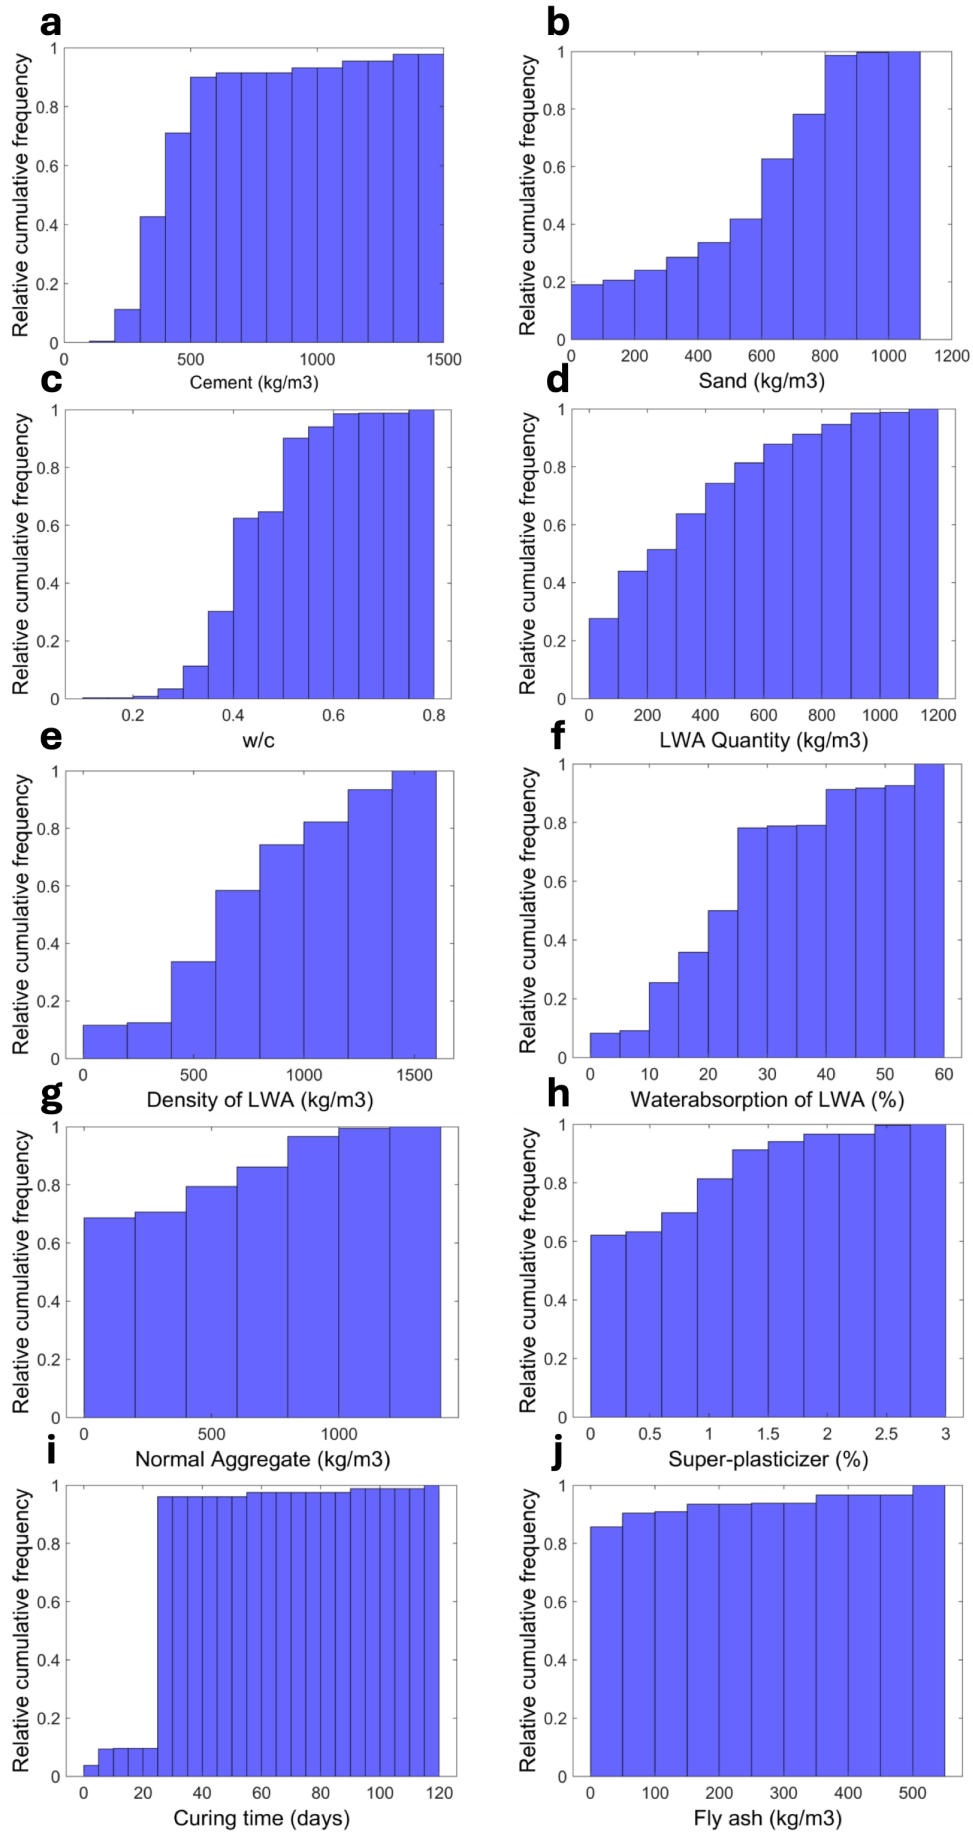 a
Relative cumulative frequency
1
0.8
0.6
0.4
0.2
0
0 500 1000 1500
Cement (kg/m3)
b
Relative cumulative frequency
1
0.8
0.6
0.4
0.2
0
0 200 400 600 800 1000 1200
Sand (kg/m3)
c
Relative cumulative frequency
1
0.8
0.6
0.4
0.2
0
0.2 0.4 0.6 0.8
w/c
d
Relative cumulative frequency
1
0.8
0.6
0.4
0.2
0
0 200 400 600 800 1000 1200
LWA Quantity (kg/m3)
e
Relative cumulative frequency
1
0.8
0.6
0.4
0.2
0
0 500 1000 1500
Density of LWA (kg/m3)
f
Relative cumulative frequency
1
0.8
0.6
0.4
0.2
0
0 10 20 30 40 50 60
Waterabsorption of LWA (%)
g
Relative cumulative frequency
1
0.8
0.6
0.4
0.2
0
0 500 1000
Normal Aggregate (kg/m3)
h
Relative cumulative frequency
1
0.8
0.6
0.4
0.2
0
0 0.5 1 1.5 2 2.5 3
Super-plasticizer (%)
i
Relative cumulative frequency
1
0.8
0.6
0.4
0.2
0
0 20 40 60 80 100 120
Curing time (days)
j
Relative cumulative frequency
1
0.8
0.6
0.4
0.2
0
0 100 200 300 400 500
Fly ash (kg/m3)